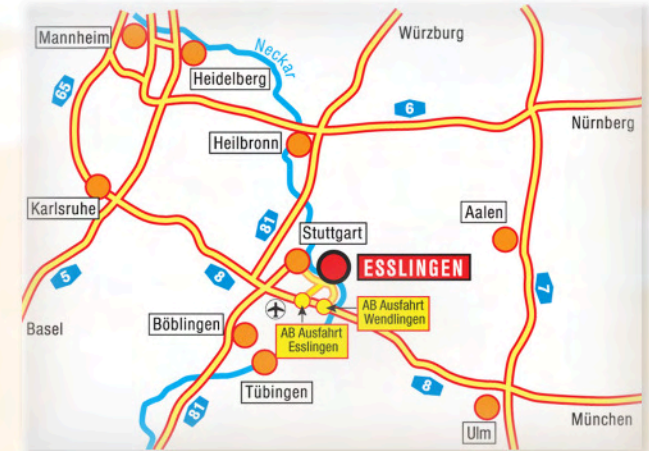 Mannheim
Neckar
Würzburg
Heidelberg
65
6
Nürnberg
Heilbronn
Karlsruhe
Aalen
81
Stuttgart
ESSLINGEN
5
8
7
AB Ausfahrt
Wendlingen
Basel
Böblingen
AB Ausfahrt
Esslingen
Tübingen
8
81
Ulm
München